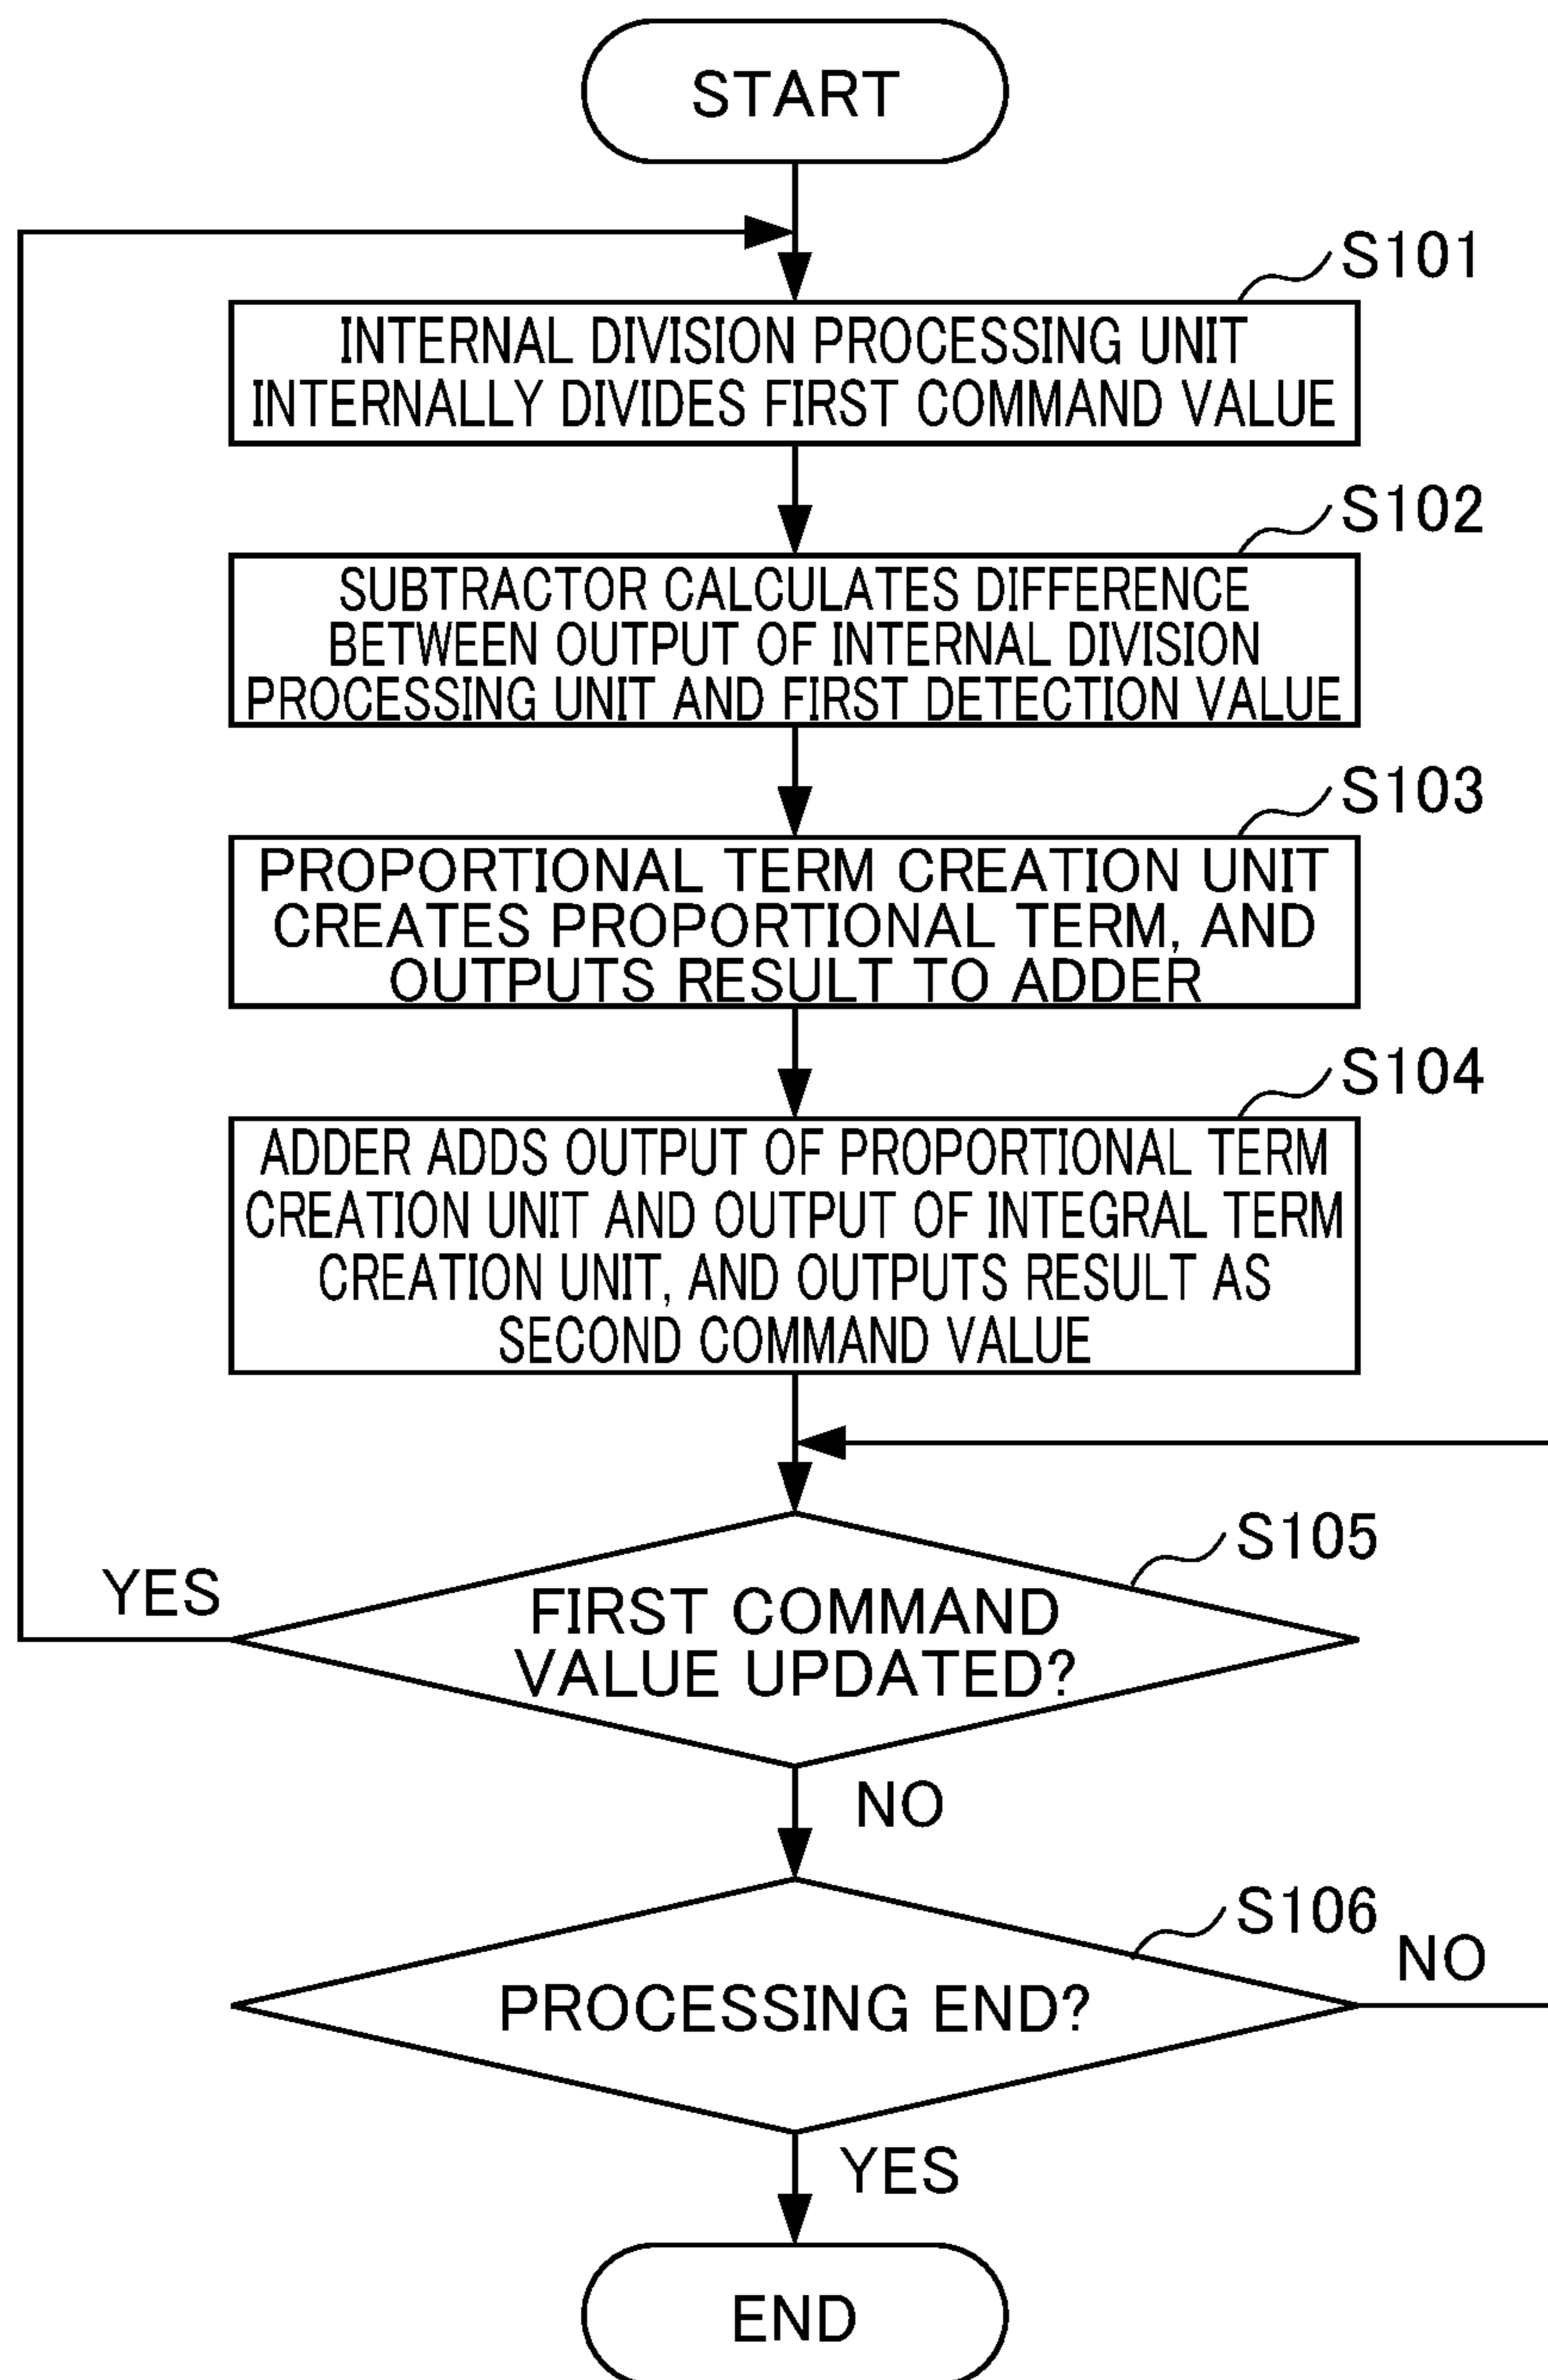 START
S101
INTERNAL DIVISION PROCESSING UNIT
INTERNALLY DIVIDES FIRST COMMAND VALUE
S102
SUBTRACTOR CALCULATES DIFFERENCE
BETWEEN OUTPUT OF INTERNAL DIVISION
PROCESSING UNIT AND FIRST DETECTION VALUE
S103
PROPORTIONAL TERM CREATION UNIT
CREATES PROPORTIONAL TERM, AND
OUTPUTS RESULT TO ADDER
S104
ADDER ADDS OUTPUT OF PROPORTIONAL TERM
CREATION UNIT AND OUTPUT OF INTEGRAL TERM
CREATION UNIT, AND OUTPUTS RESULT AS
SECOND COMMAND VALUE
S105
YES
FIRST COMMAND
VALUE UPDATED?
NO
S106
NO
PROCESSING END?
YES
END